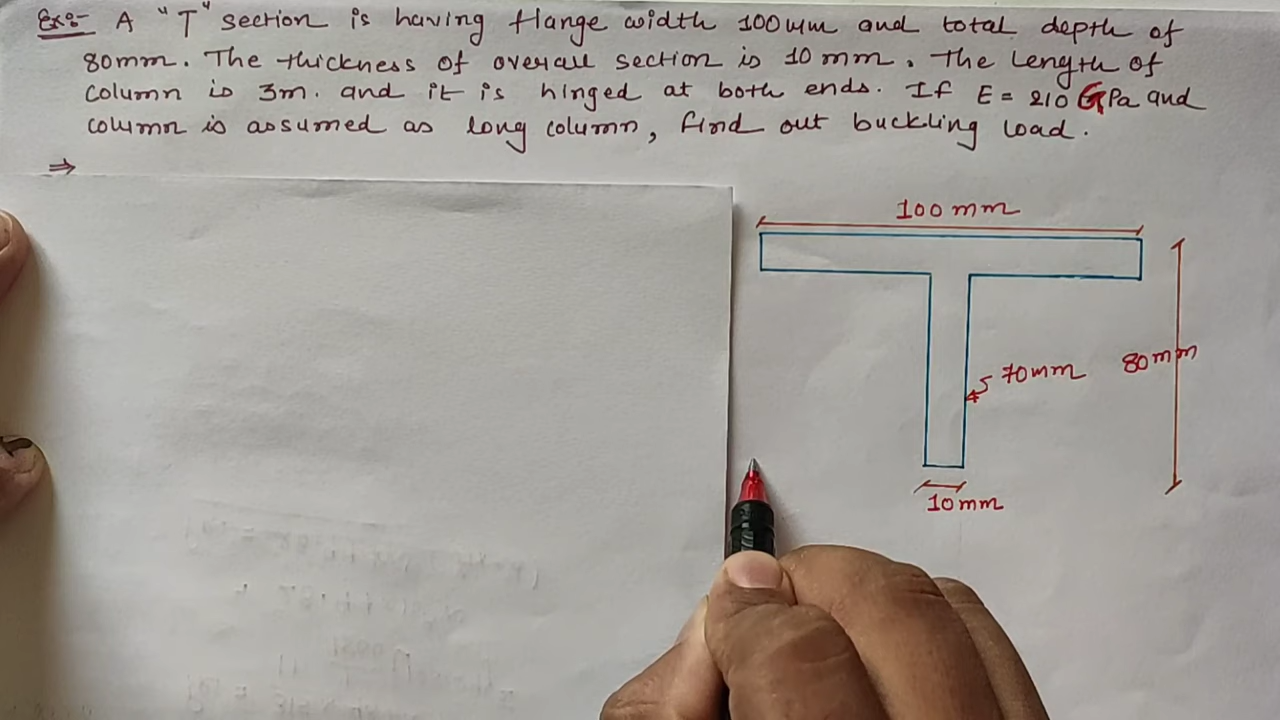 Ex:- A "T" section is having flange width 100mm and total depth of
80mm. The thickness of overall section is 10mm. The length of
column is 3m. and it is hinged at both ends. If E = 210 GPa and
column is assumed as long column, find out buckling load.
⇒
100 mm
70mm
80mm
10mm